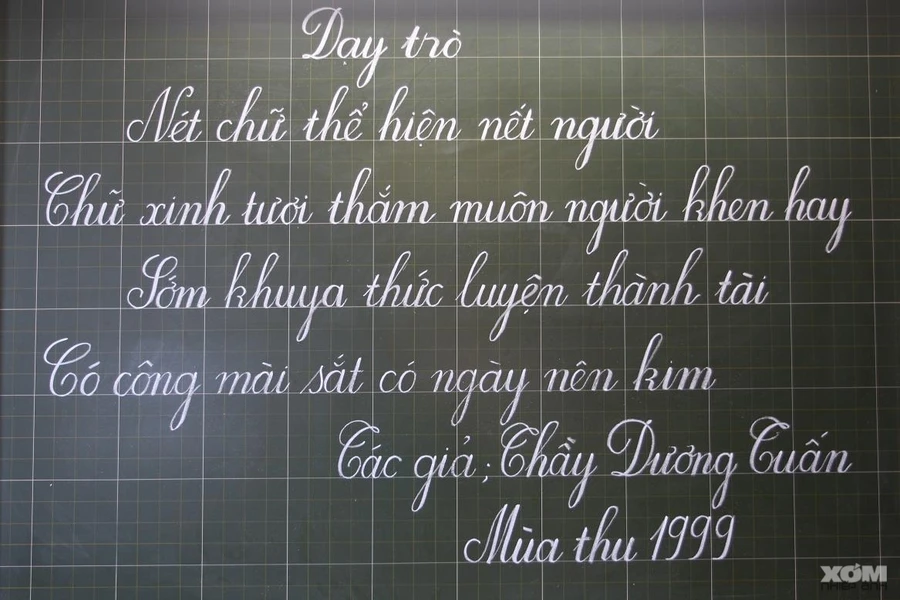 Dạy trò
Nét chữ thể hiện nết người
Chữ xinh tươi thắm muôn người khen hay
Sớm khuya thức luyện thành tài
Có công mài sắt có ngày nên kim
Tác giả; Thầy Dương Tuấn
Mùa thu 1999
XÓM
NHIẾP ẢNH